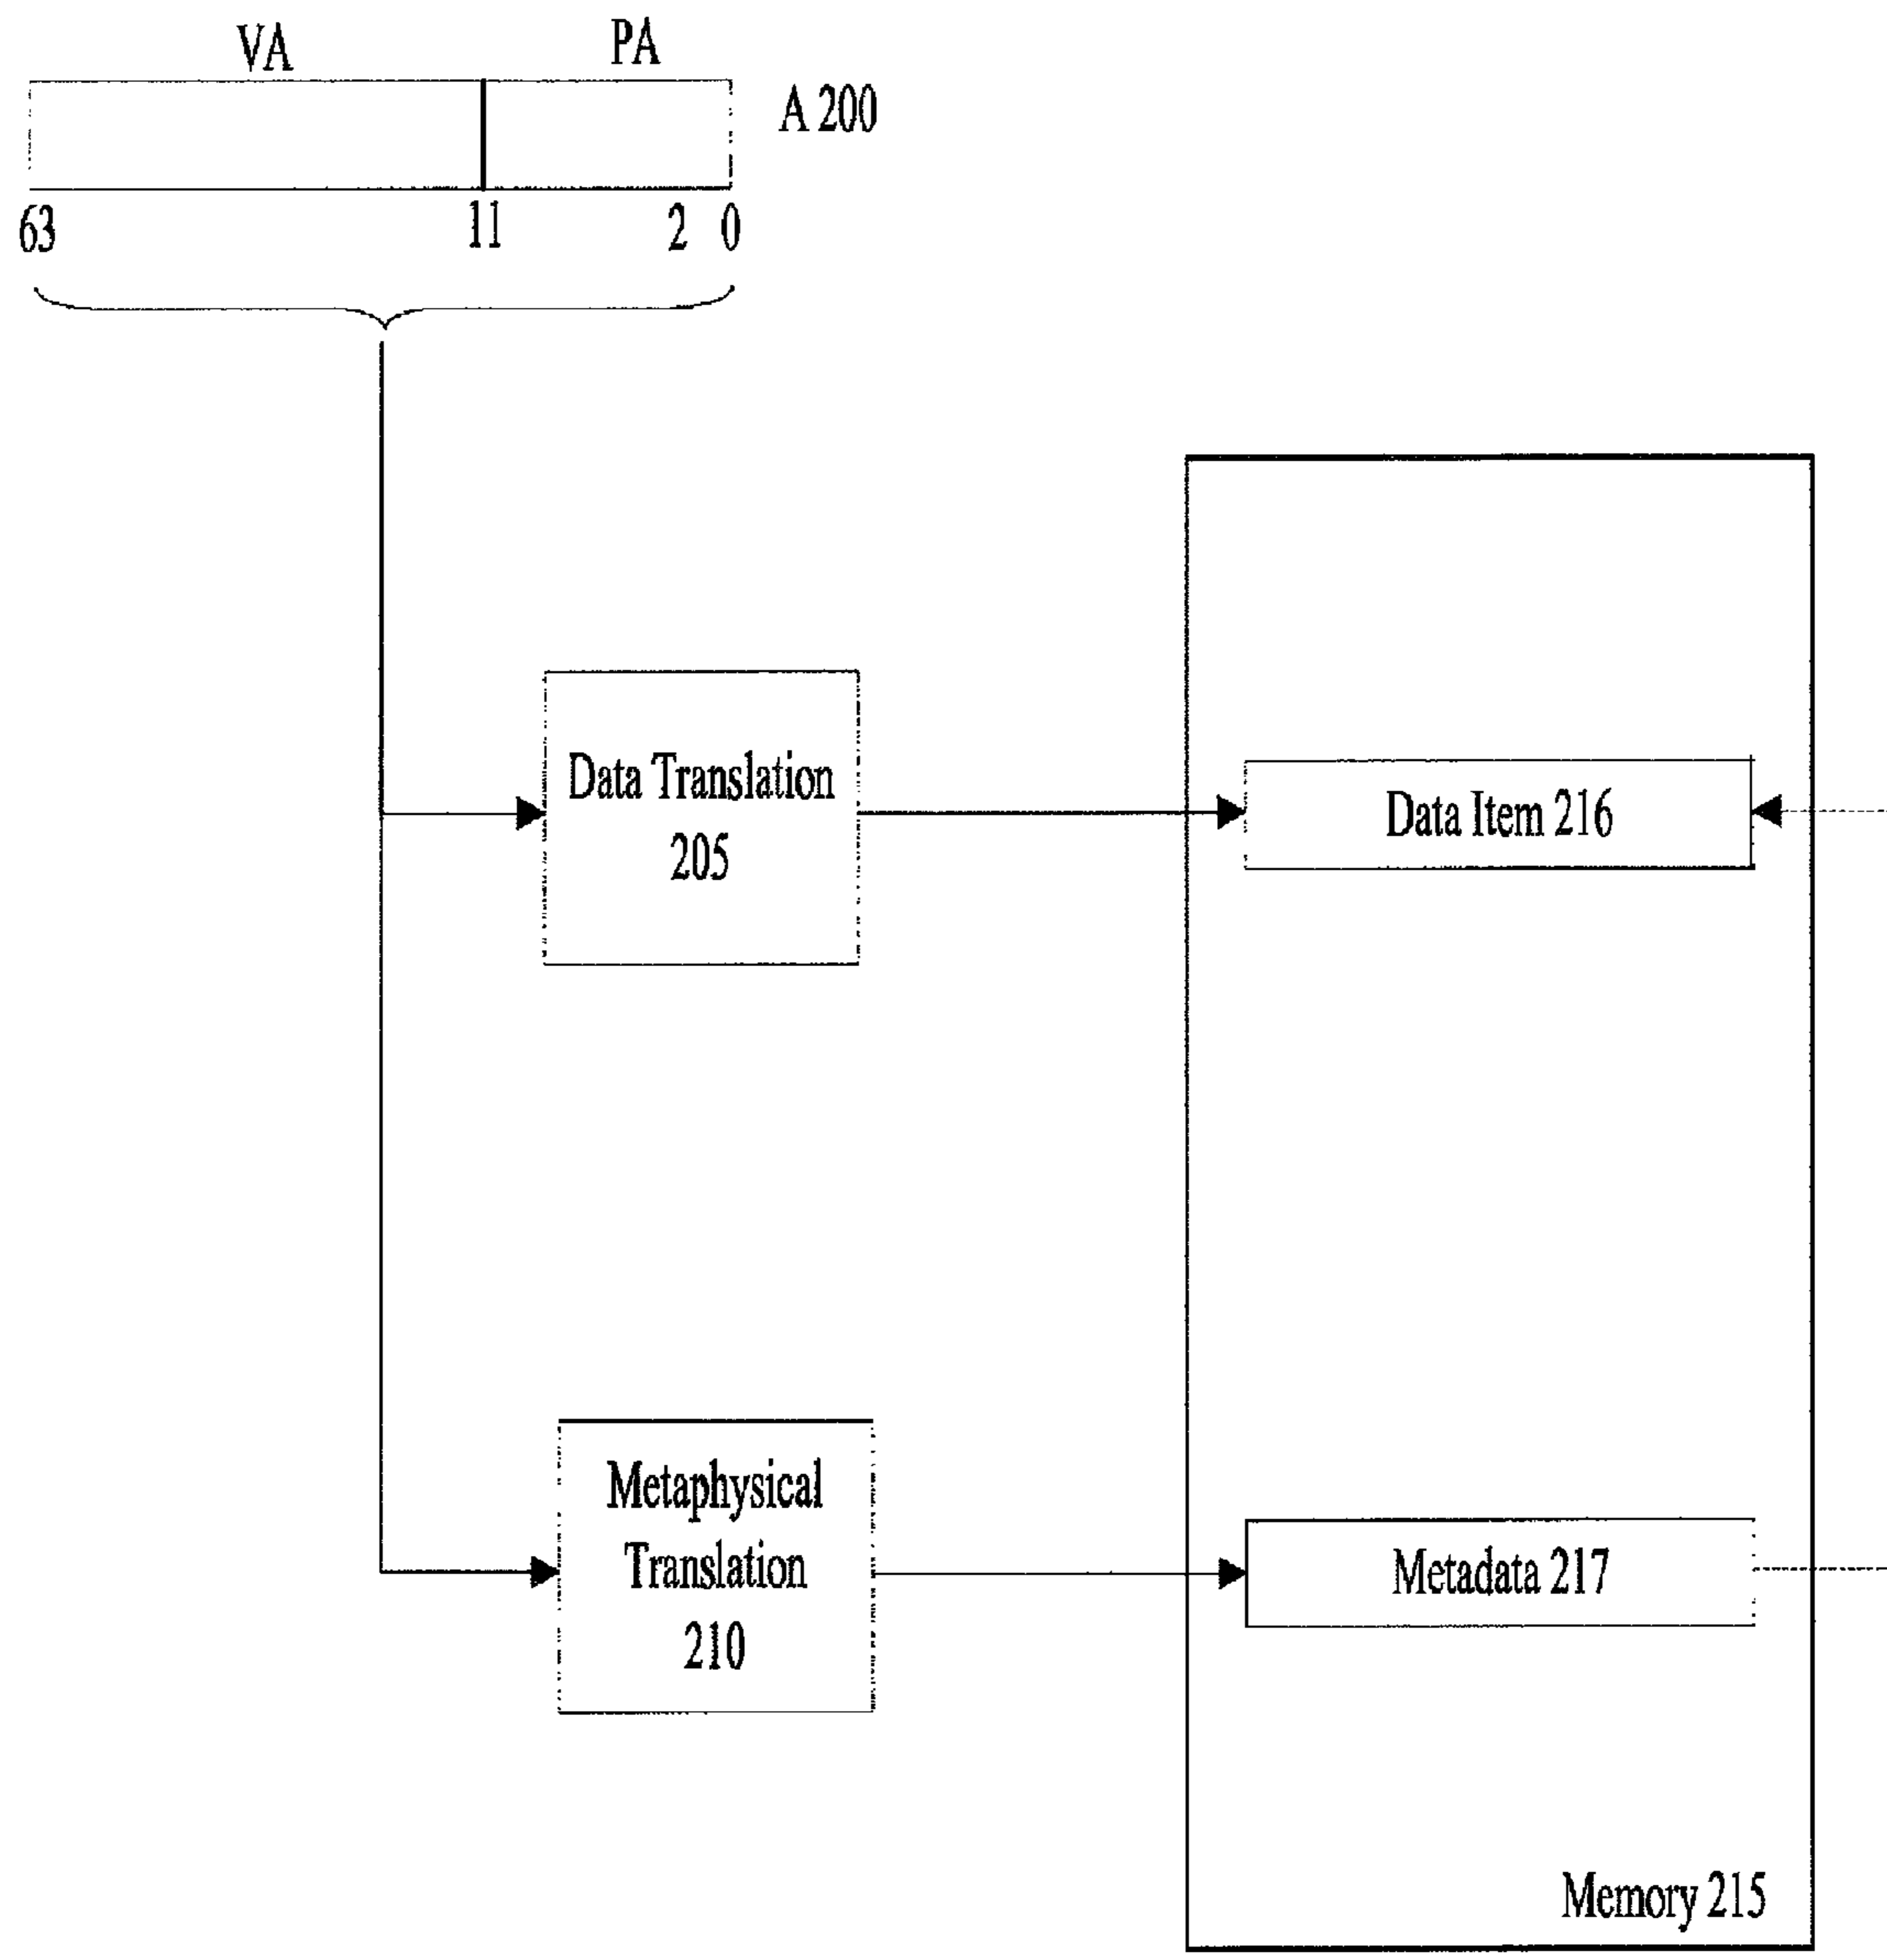 VA PA
A 200
63 11 2 0
Data Translation
205
Data Item 216
Metaphysical
Translation
210
Metadata 217
Memory 215